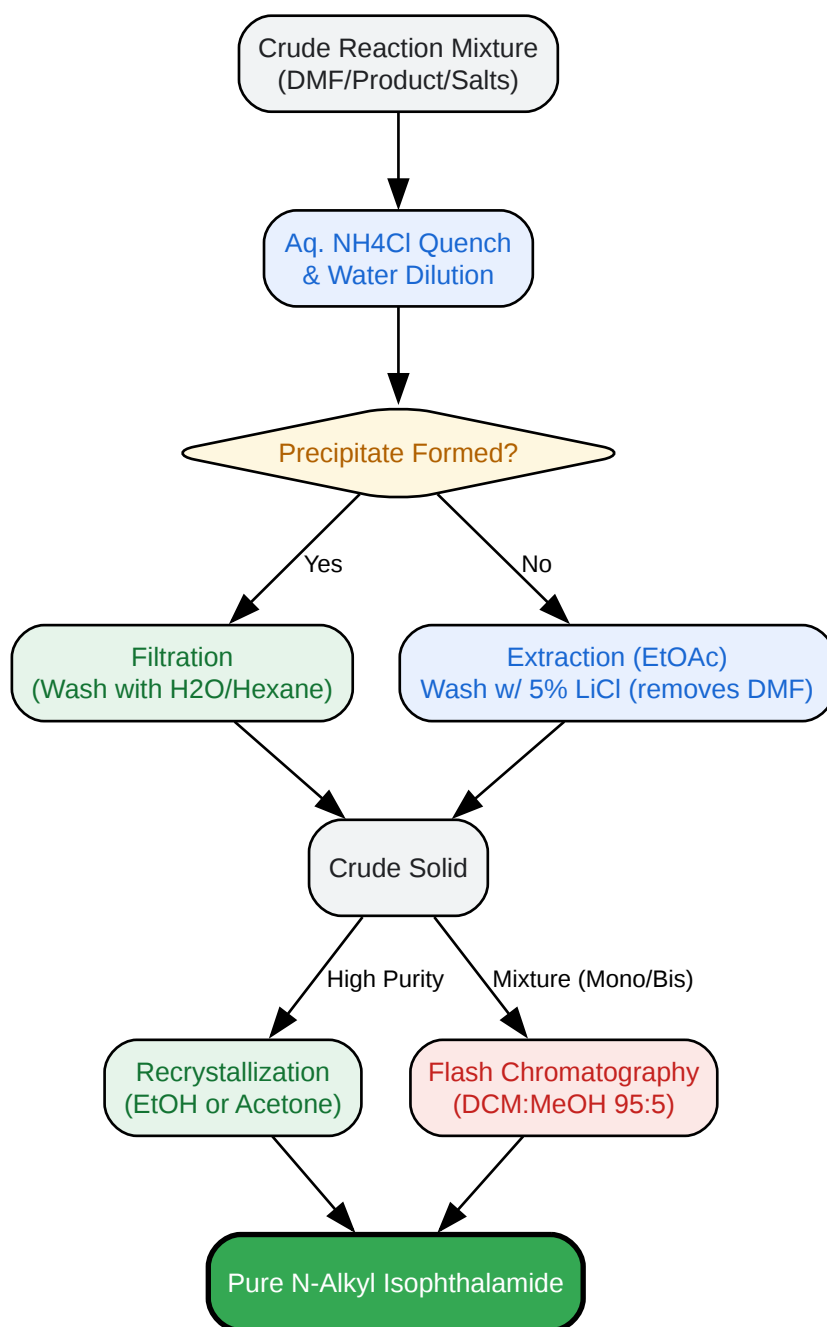 Crude Reaction Mixture
(DMF/Product/Salts)
Aq. NH4Cl Quench
& Water Dilution
Precipitate Formed?
Yes
No
Filtration
(Wash with H2O/Hexane)
Extraction (EtOAc)
Wash w/ 5% LiCl (removes DMF)
Crude Solid
High Purity
Mixture (Mono/Bis)
Recrystallization
(EtOH or Acetone)
Flash Chromatography
(DCM:MeOH 95:5)
Pure N-Alkyl Isophthalamide